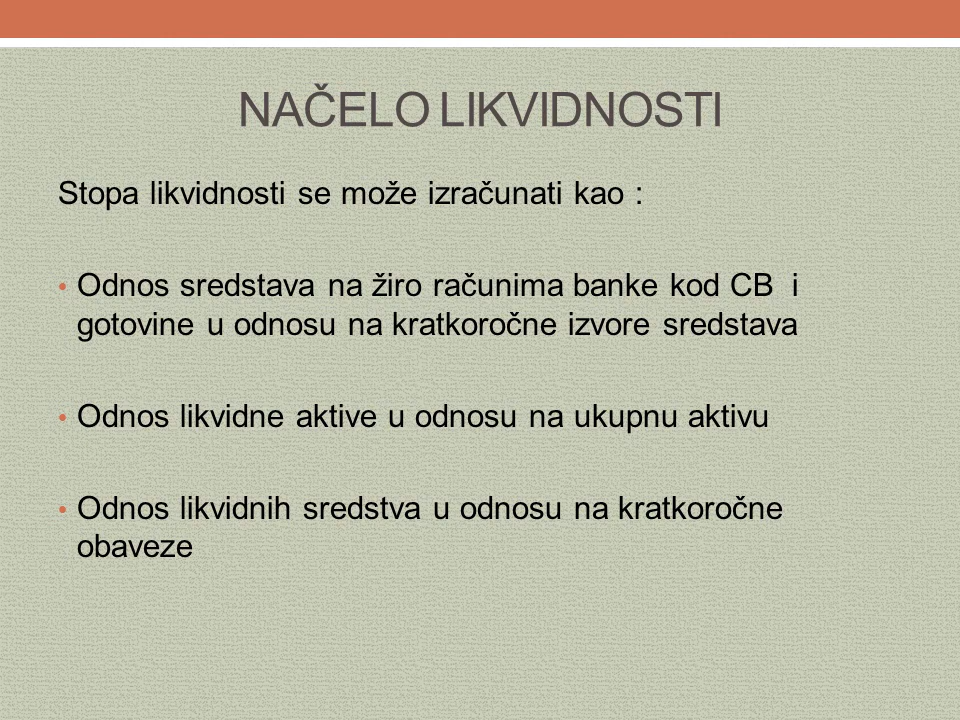 NAČELO LIKVIDNOSTI
Stopa likvidnosti se može izračunati kao :
• Odnos sredstava na žiro računima banke kod CB  i
gotovine u odnosu na kratkoročne izvore sredstava
• Odnos likvidne aktive u odnosu na ukupnu aktivu
• Odnos likvidnih sredstva u odnosu na kratkoročne
obaveze